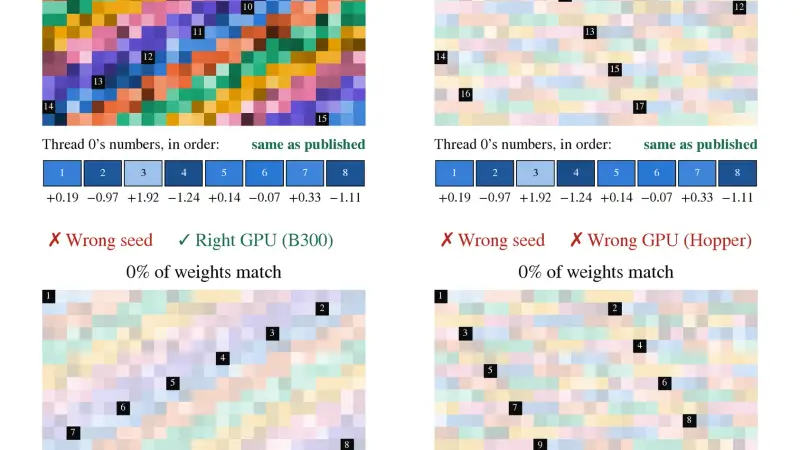 10
11
12
13
14
15
12
13
14
15
16
17
Thread 0’s numbers, in order: same as published
1 2 3 4 5 6 7 8
+0.19 −0.97 +1.92 −1.24 +0.14 −0.07 +0.33 −1.11
Thread 0’s numbers, in order: same as published
1 2 3 4 5 6 7 8
+0.19 −0.97 +1.92 −1.24 +0.14 −0.07 +0.33 −1.11
✗ Wrong seed ✓ Right GPU (B300)
0% of weights match
1
2
3
4
5
6
7
8
✗ Wrong seed ✗ Wrong GPU (Hopper)
0% of weights match
1
2
3
4
5
6
7
8
9